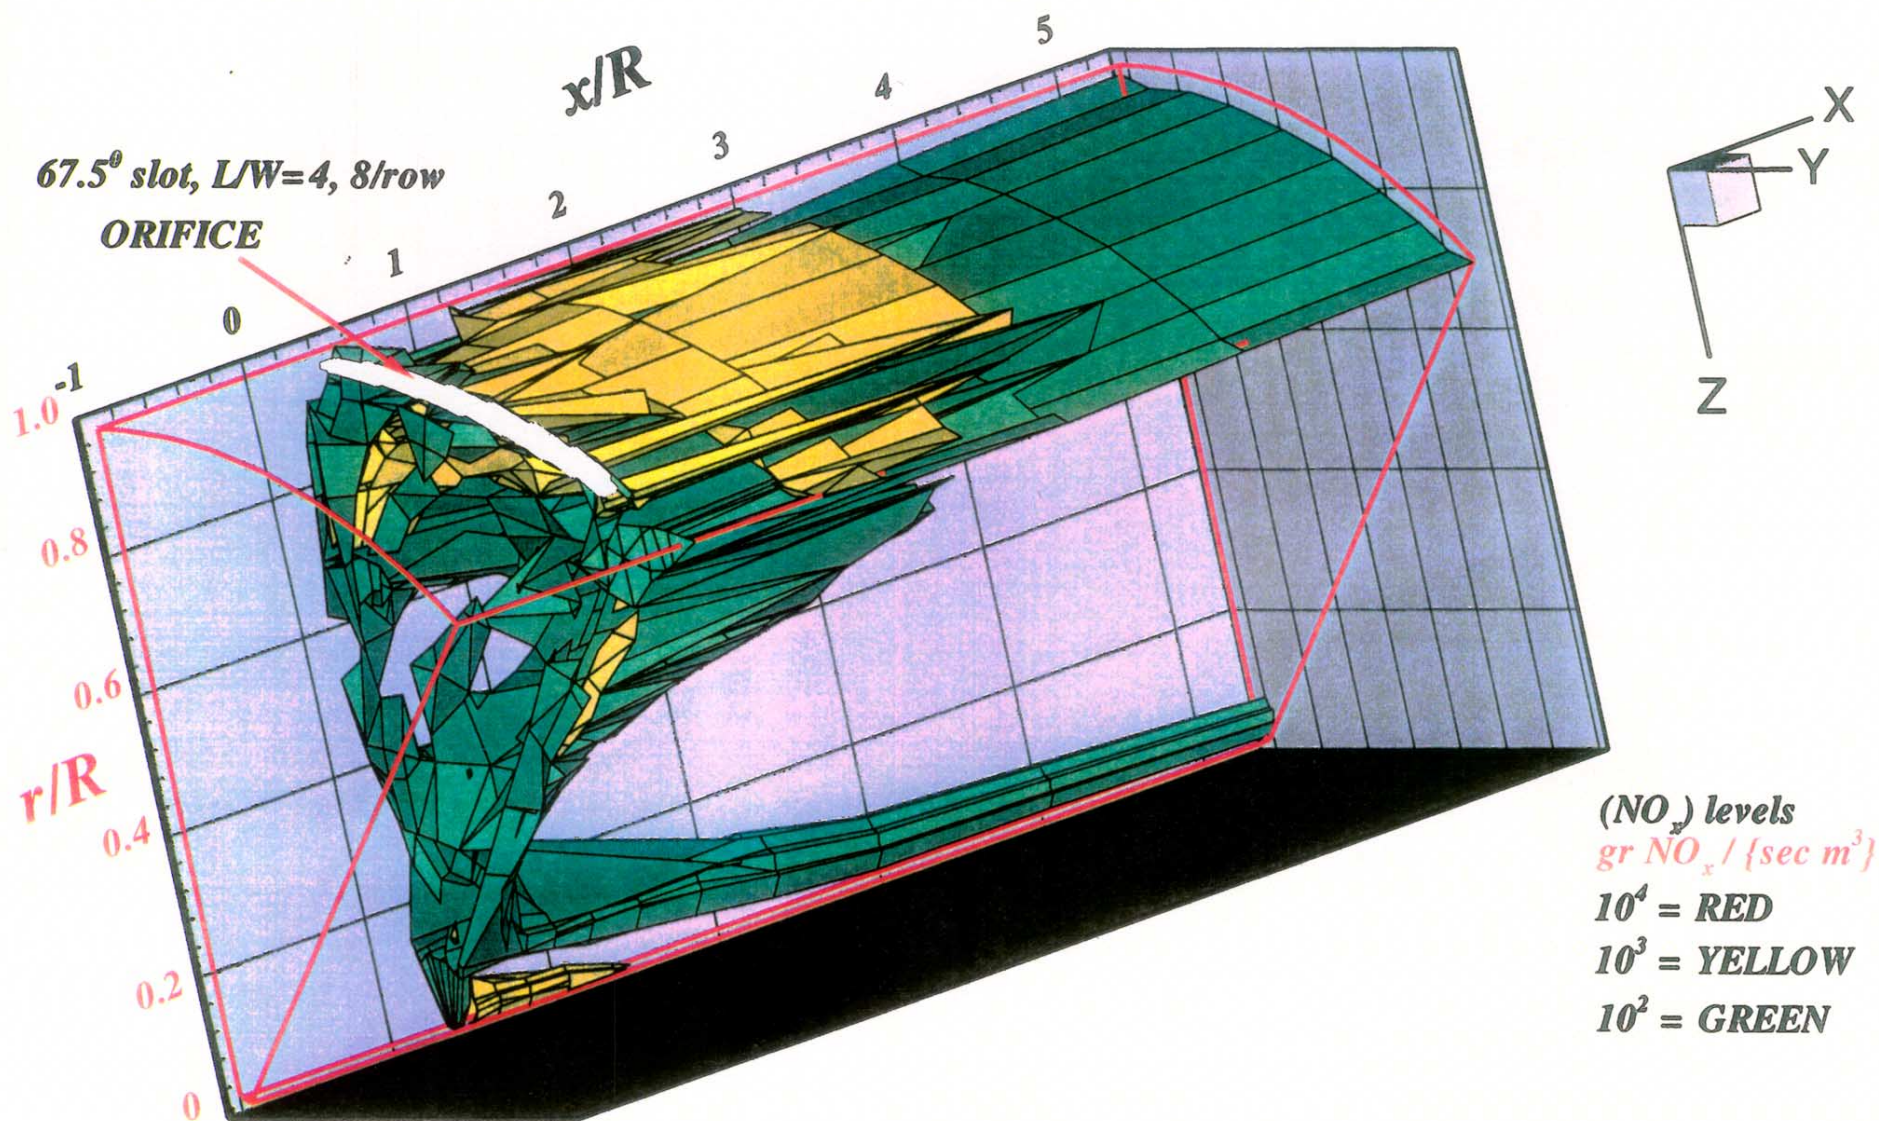 x/R
-1
0
1
2
3
4
5
67.5⁰ slot, L/W=4, 8/row
ORIFICE
1.0
0.8
0.6
0.4
0.2
0
r/R
X
Y
Z
(NOₓ) levels
gr NOₓ / {sec m³}
10⁴ = RED
10³ = YELLOW
10² = GREEN